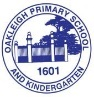 OAKLEIGH PRIMARY SCHOOL
1601
AND KINDERGARTEN